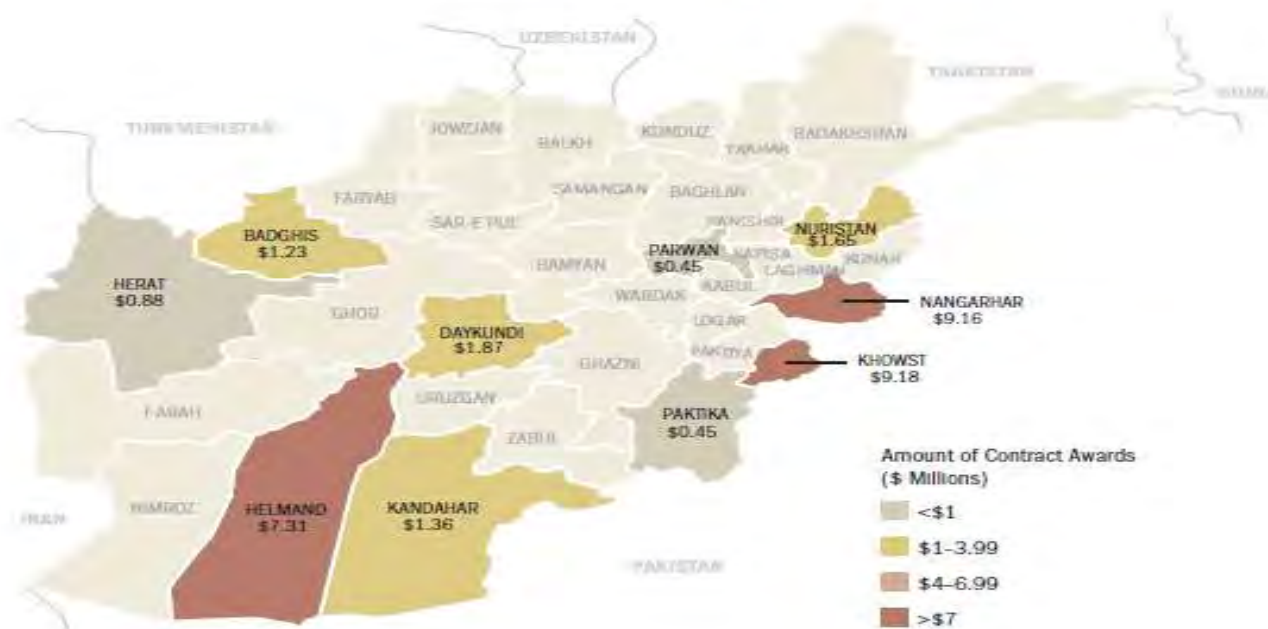 UZBEKISTAN
TAJIKISTAN
TURKMENISTAN
JOWZJAN
BALKH
KUNDUZ
TAKHAR
BADAKHSHAN
FARYAB
SAMANGAN
BAGHLAN
SAR-E PUL
PANGSHIR
NURISTAN
$1.65
BADGHIS
$1.23
PARWAN
$0.45
KAPISA
KUNAR
LAGHMAN
BAMYAN
HERAT
$0.88
WARDAK
KABUL
GHOR
NANGARHAR
$9.16
LOGAR
DAYKUNDI
$1.87
GHAZNI
PAKTIYA
KHOWST
$9.18
URUZGAN
FARAH
PAKTIKA
$0.45
ZABUL
Amount of Contract Awards
($ Millions)
NIMROZ
HELMAND
$7.31
KANDAHAR
$1.36
IRAN
<$1
$1–3.99
PAKISTAN
$4–6.99
>$7